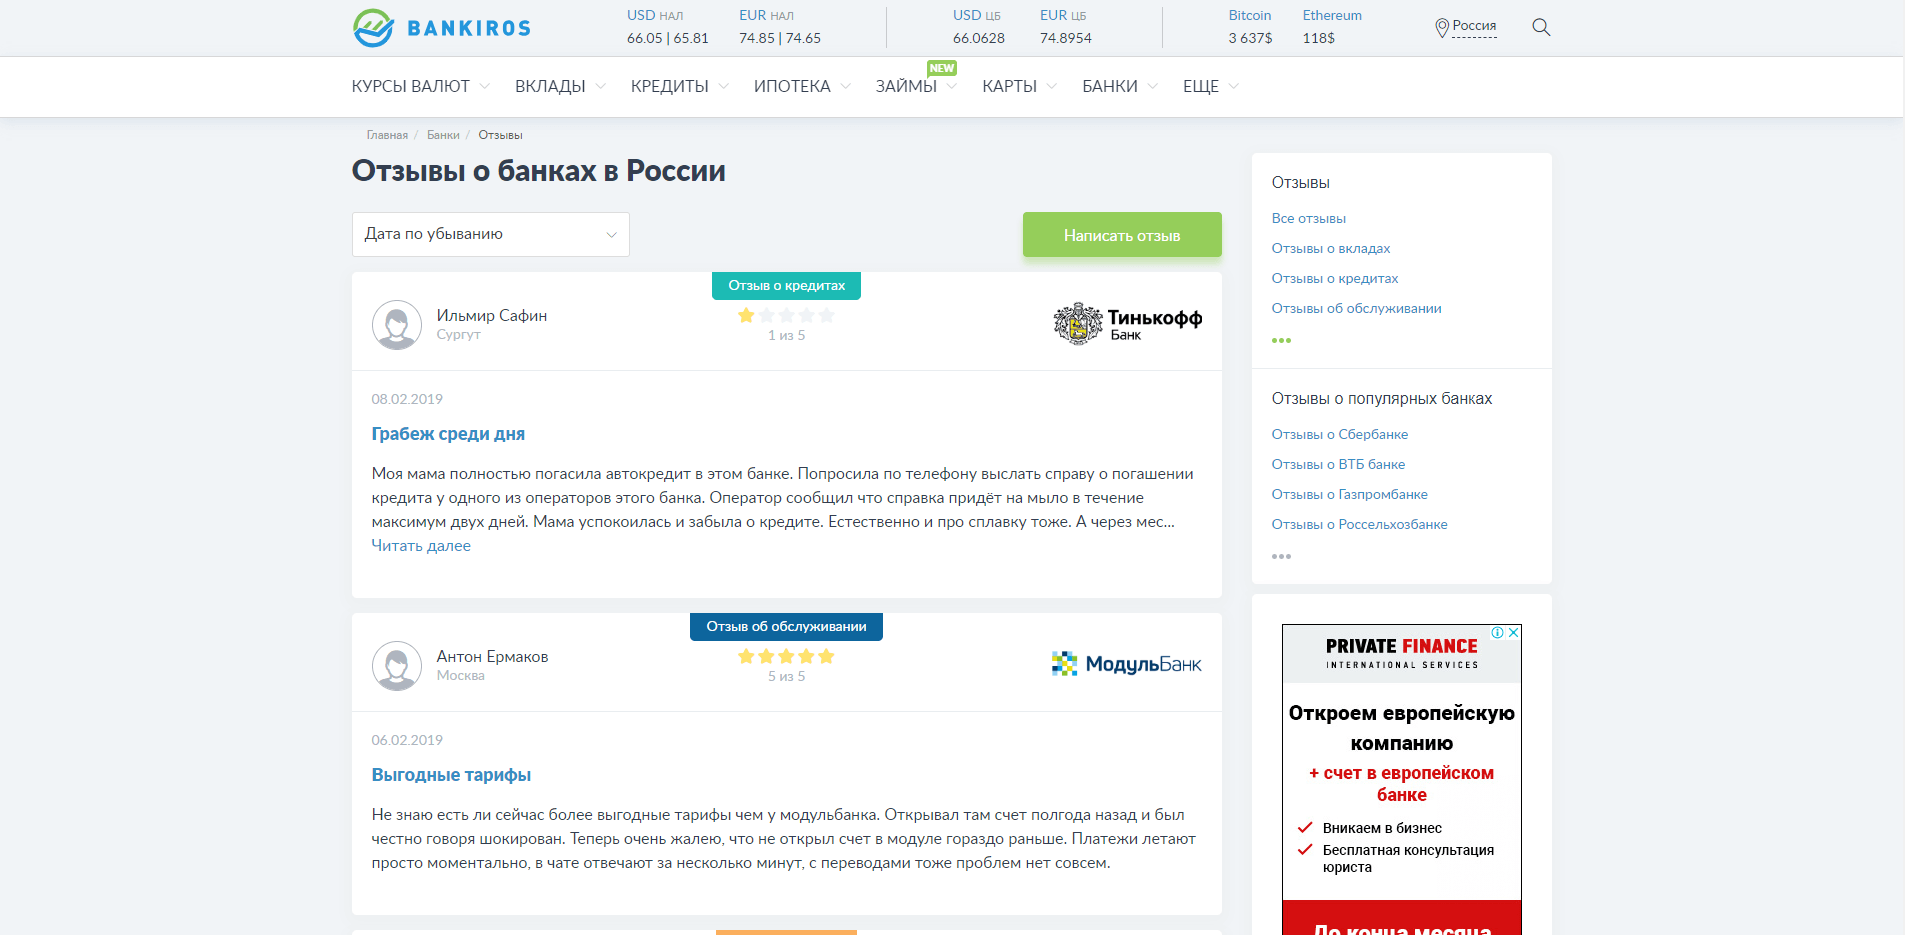 BANKIROS
USD НАЛ
66.05 | 65.81
EUR НАЛ
74.85 | 74.65
USD ЦБ
66.0628
EUR ЦБ
74.8954
Bitcoin
3 637$
Ethereum
118$
Россия
КУРСЫ ВАЛЮТ ВКЛАДЫ КРЕДИТЫ ИПОТЕКА ЗАЙМЫ NEW КАРТЫ БАНКИ ЕЩЕ
Главная / Банки / Отзывы
Отзывы о банках в России
Дата по убыванию
Написать отзыв
Отзыв о кредитах
Ильмир Сафин
Сургут
1 из 5
Тинькофф
Банк
08.02.2019
Грабеж среди дня
Моя мама полностью погасила автокредит в этом банке. Попросила по телефону выслать справу о погашении
кредита у одного из операторов этого банка. Оператор сообщил что справка придёт на мыло в течение
максимум двух дней. Мама успокоилась и забыла о кредите. Естественно и про сплавку тоже. А через мес...
Читать далее
Отзыв об обслуживании
Антон Ермаков
Москва
5 из 5
МодульБанк
06.02.2019
Выгодные тарифы
Не знаю есть ли сейчас более выгодные тарифы чем у модульбанка. Открывал там счет полгода назад и был
честно говоря шокирован. Теперь очень жалею, что не открыл счет в модуле гораздо раньше. Платежи летают
просто моментально, в чате отвечают за несколько минут, с переводами тоже проблем нет совсем.
Отзывы
Все отзывы
Отзывы о вкладах
Отзывы о кредитах
Отзывы об обслуживании
Отзывы о популярных банках
Отзывы о Сбербанке
Отзывы о ВТБ банке
Отзывы о Газпромбанке
Отзывы о Россельхозбанке
PRIVATE FINANCE
INTERNATIONAL SERVICES
Откроем европейскую
компанию
+ счет в европейском
банке
Вникаем в бизнес
Бесплатная консультация
юриста
До конца месяца